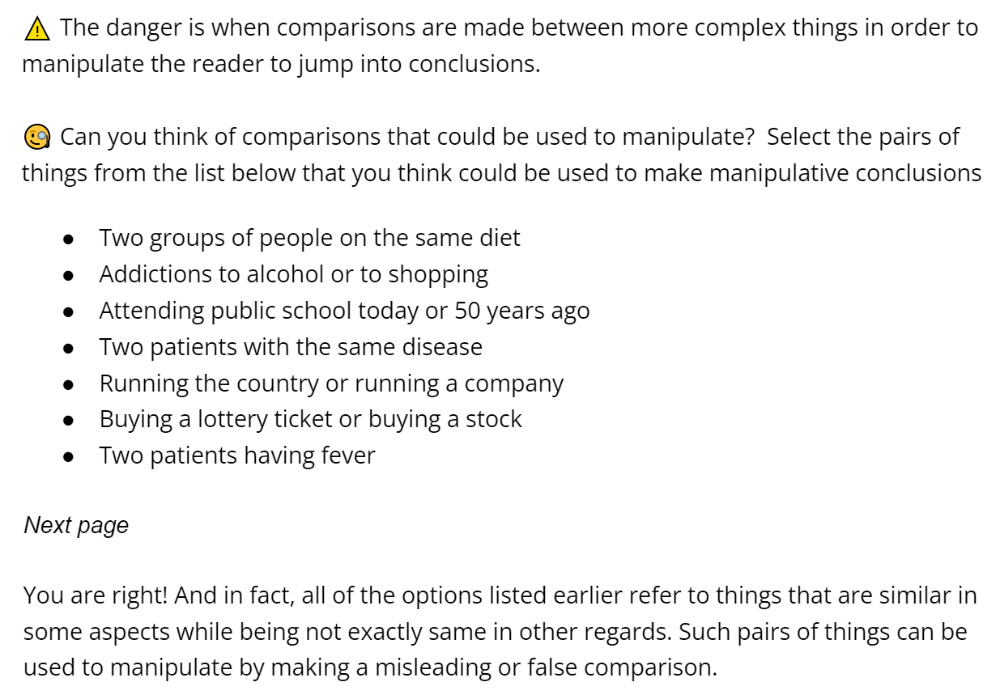 ⚠️ The danger is when comparisons are made between more complex things in order to
manipulate the reader to jump into conclusions.
🧐 Can you think of comparisons that could be used to manipulate?  Select the pairs of
things from the list below that you think could be used to make manipulative conclusions
● Two groups of people on the same diet
● Addictions to alcohol or to shopping
● Attending public school today or 50 years ago
● Two patients with the same disease
● Running the country or running a company
● Buying a lottery ticket or buying a stock
● Two patients having fever
Next page
You are right! And in fact, all of the options listed earlier refer to things that are similar in
some aspects while being not exactly same in other regards. Such pairs of things can be
used to manipulate by making a misleading or false comparison.